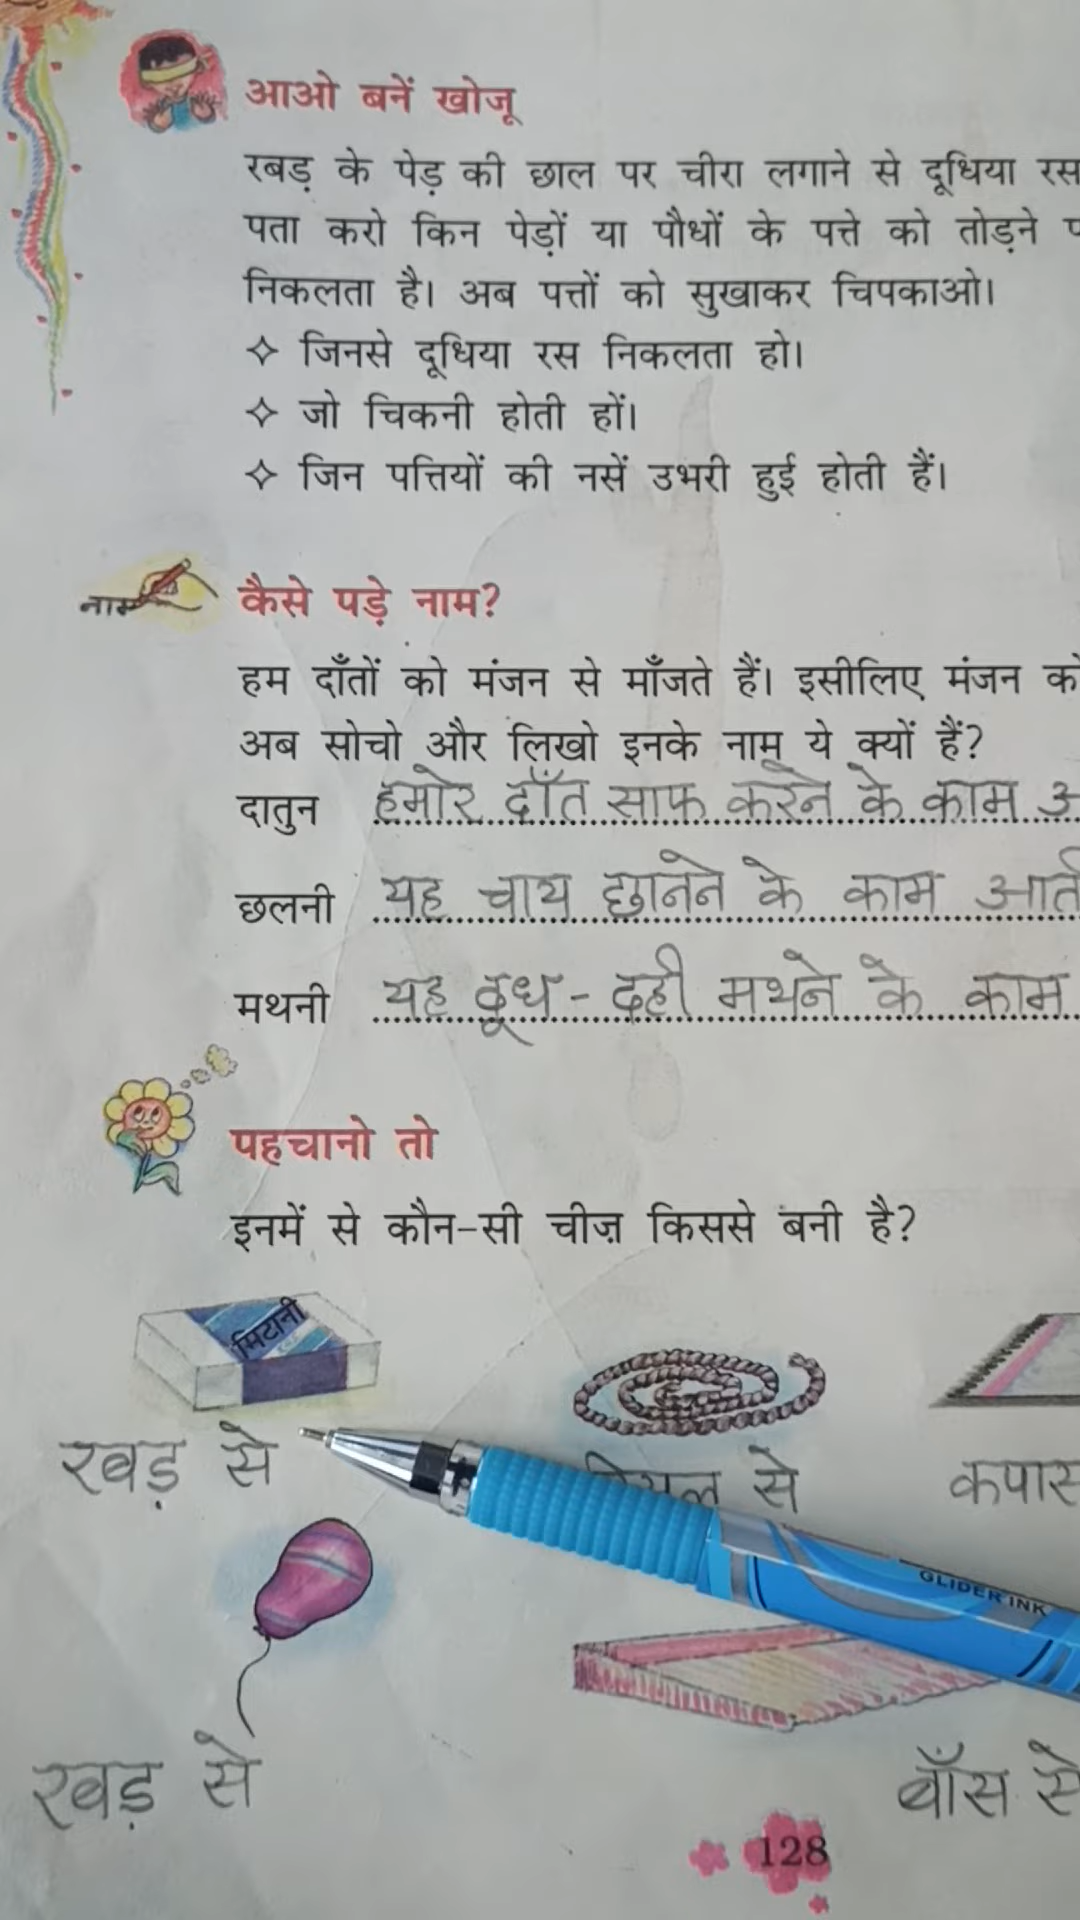 आओ बनें खोजू
रबड़ के पेड़ की छाल पर चीरा लगाने से दूधिया रस
पता करो किन पेड़ों या पौधों के पत्ते को तोड़ने
निकलता है। अब पत्तों को सुखाकर चिपकाओ।
✧ जिनसे दूधिया रस निकलता हो।
✧ जो चिकनी होती हों।
✧ जिन पत्तियों की नसें उभरी हुई होती हैं।
नाम
कैसे पड़े नाम?
हम दाँतों को मंजन से माँजते हैं। इसीलिए मंजन को
अब सोचो और लिखो इनके नाम ये क्यों हैं?
दातुन हमोर दाँत साफ करने के काम
छलनी यह चाय छानने के काम आती
मथनी यह दूध - दही मथने के काम
पहचानो तो
इनमें से कौन-सी चीज़ किससे बनी है?
मिटानी
रबड़ से
से
कपास
GLIDER INK
रबड़ से
बाँस से
128